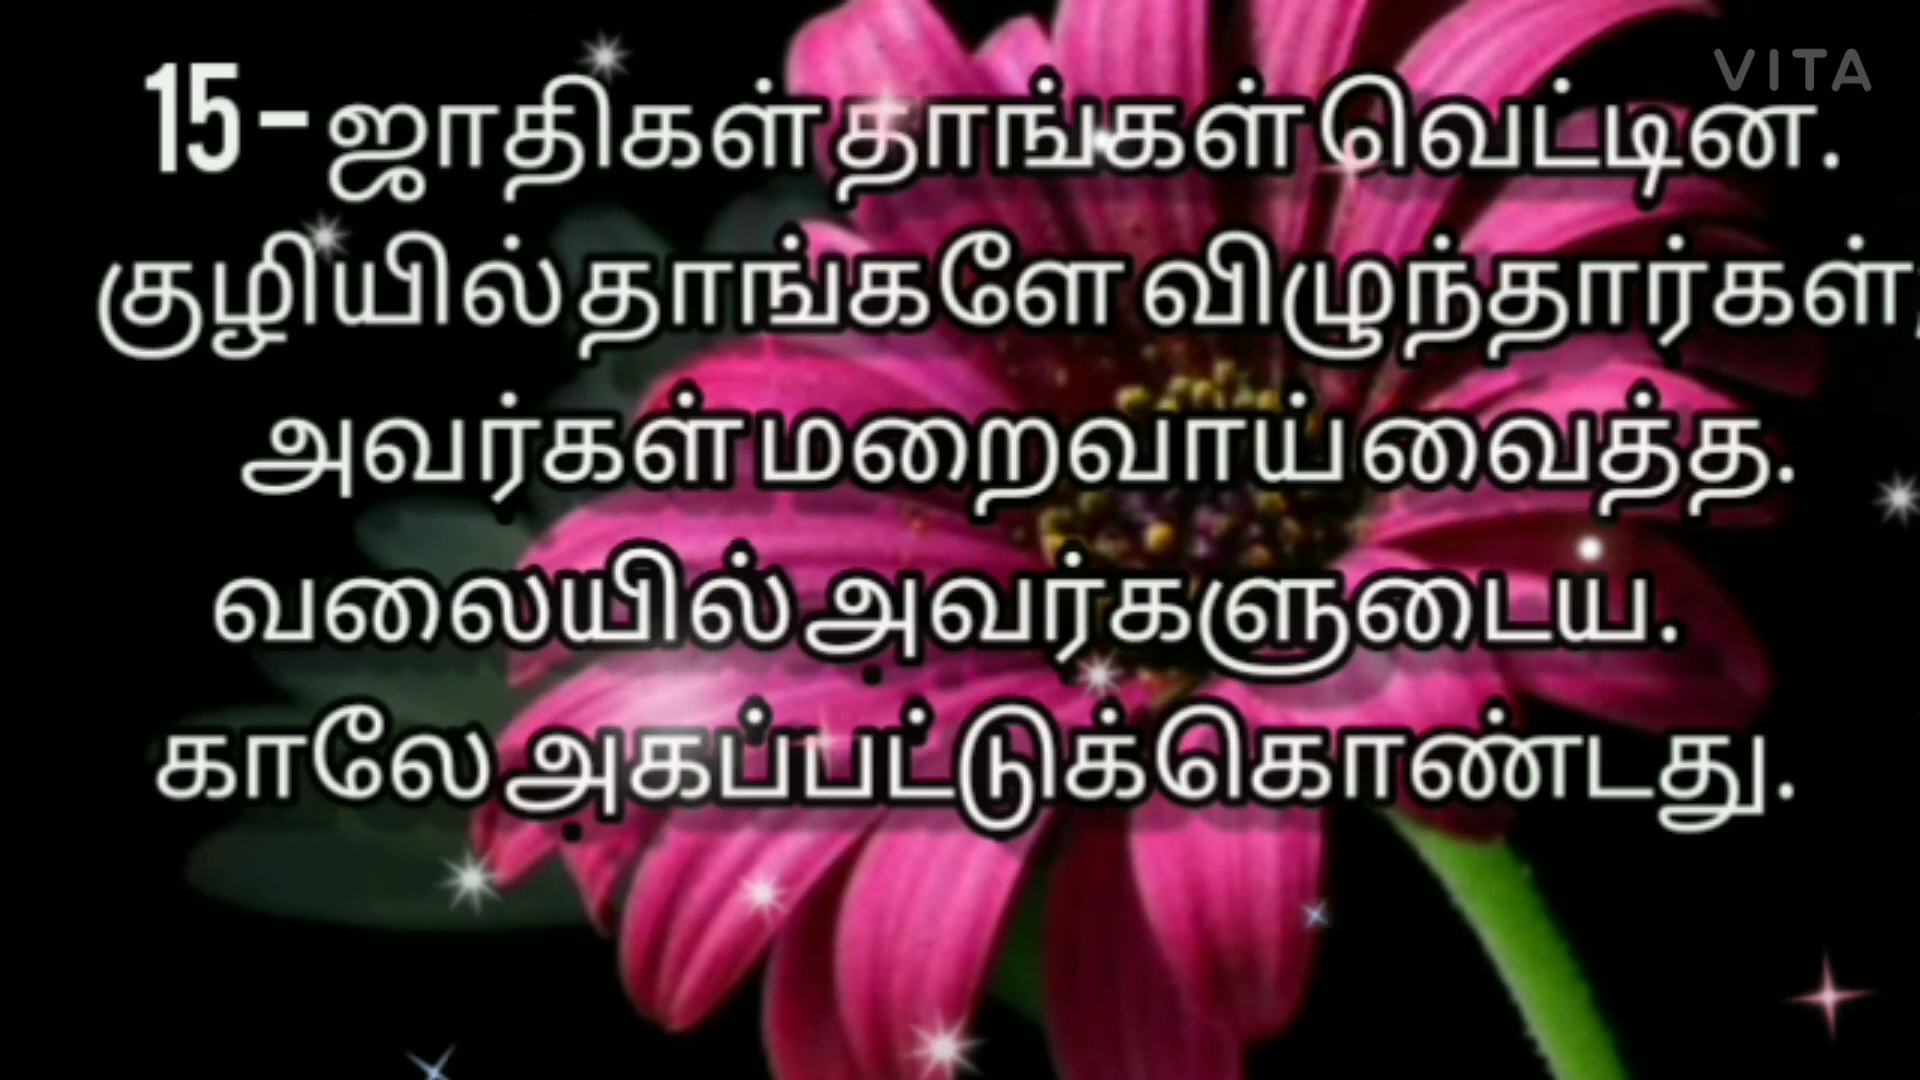 VITA
15 - ஜாதிகள் தாங்கள் வெட்டின.
குழியில் தாங்களே விழுந்தார்கள்,
அவர்கள் மறைவாய் வைத்த.
வலையில் அவர்களுடைய.
காலே அகப்பட்டுக்கொண்டது.